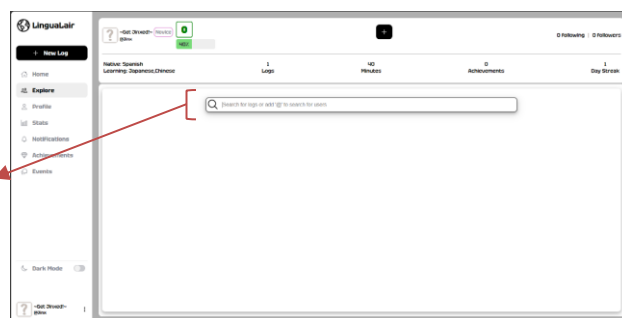 LinguaLair
+ New Log
Home
Explore
Profile
Stats
Notifications
Achievements
Events
Dark Mode
Novice
0
+
0 Following | 0 Followers
Native: Spanish
Learning: Japanese,Chinese
1
Logs
40
Minutes
0
Achievements
1
Day Streak
Search for logs or add '@' to search for users